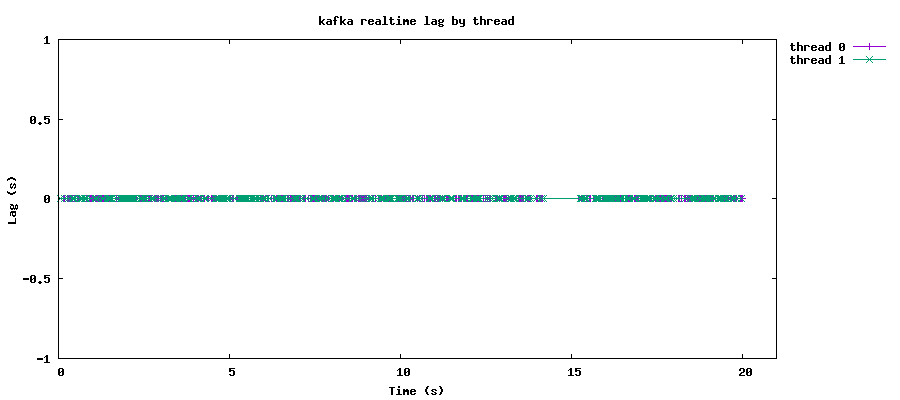 kafka realtime lag by thread
thread 0
thread 1
1
0.5
0
-0.5
-1
Lag (s)
0 5 10 15 20
Time (s)